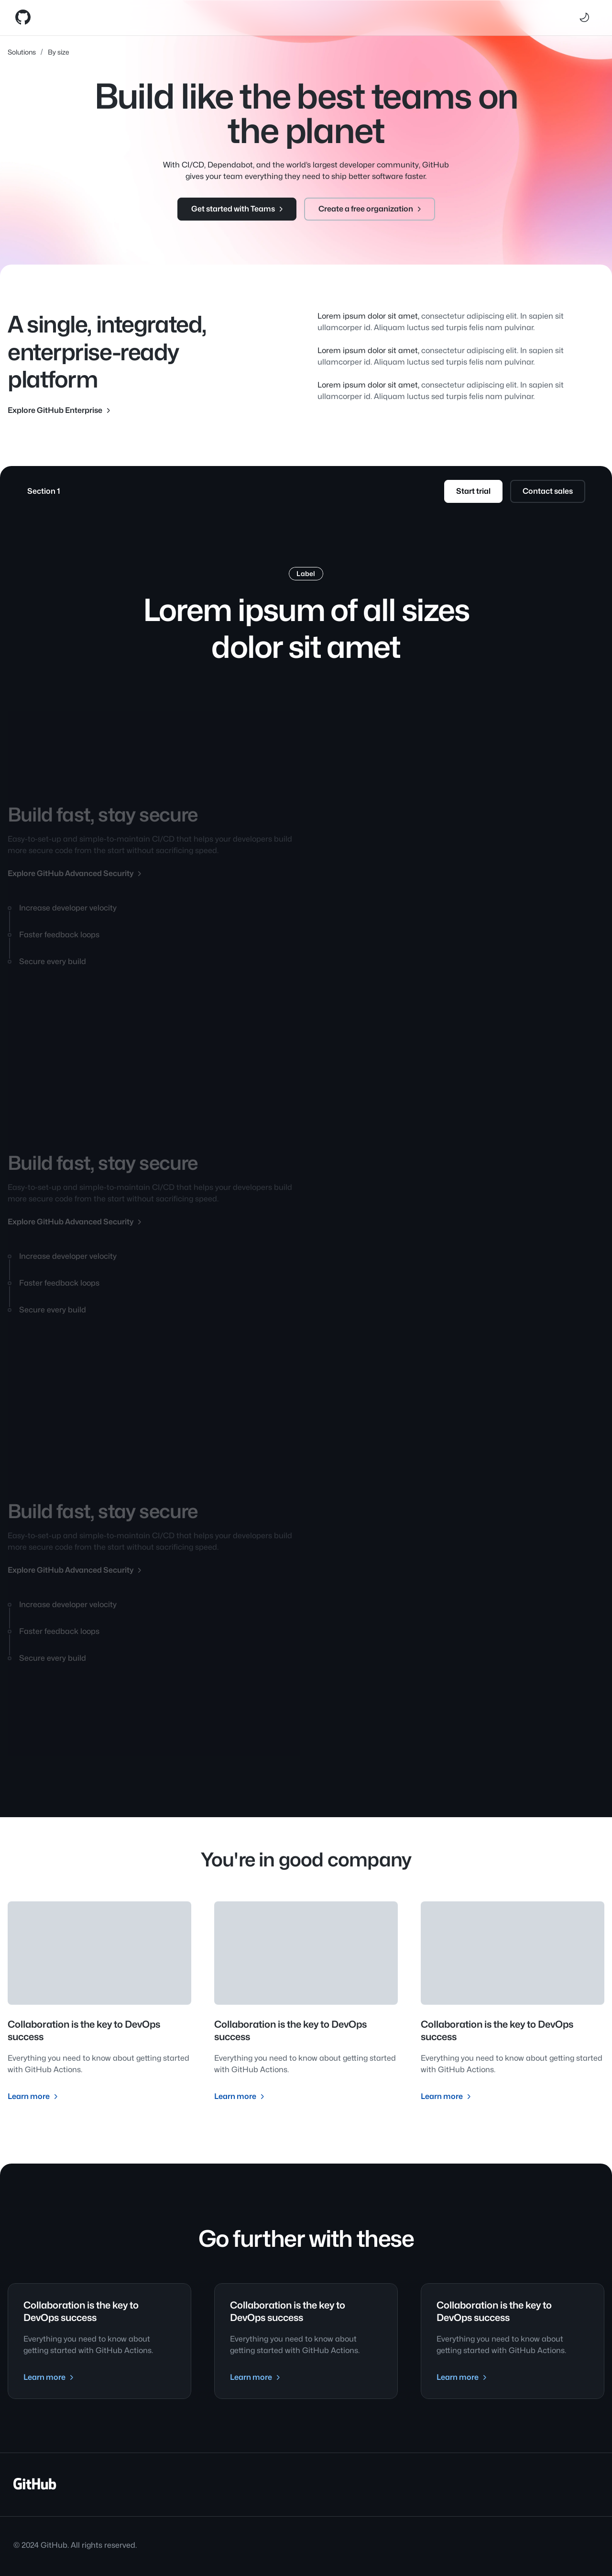 Solutions / By size
Build like the best teams on
the planet
With CI/CD, Dependabot, and the world's largest developer community, GitHub
gives your team everything they need to ship better software faster.
Get started with Teams
Create a free organization
A single, integrated,
enterprise-ready
platform
Explore GitHub Enterprise
Lorem ipsum dolor sit amet, consectetur adipiscing elit. In sapien sit
ullamcorper id. Aliquam luctus sed turpis felis nam pulvinar.
Lorem ipsum dolor sit amet, consectetur adipiscing elit. In sapien sit
ullamcorper id. Aliquam luctus sed turpis felis nam pulvinar.
Lorem ipsum dolor sit amet, consectetur adipiscing elit. In sapien sit
ullamcorper id. Aliquam luctus sed turpis felis nam pulvinar.
Section 1
Start trial
Contact sales
Label
Lorem ipsum of all sizes
dolor sit amet
Build fast, stay secure
Easy-to-set-up and simple-to-maintain CI/CD that helps your developers build
more secure code from the start without sacrificing speed.
Explore GitHub Advanced Security
Increase developer velocity
Faster feedback loops
Secure every build
Build fast, stay secure
Easy-to-set-up and simple-to-maintain CI/CD that helps your developers build
more secure code from the start without sacrificing speed.
Explore GitHub Advanced Security
Increase developer velocity
Faster feedback loops
Secure every build
Build fast, stay secure
Easy-to-set-up and simple-to-maintain CI/CD that helps your developers build
more secure code from the start without sacrificing speed.
Explore GitHub Advanced Security
Increase developer velocity
Faster feedback loops
Secure every build
You're in good company
Collaboration is the key to DevOps
success
Everything you need to know about getting started
with GitHub Actions.
Learn more
Collaboration is the key to DevOps
success
Everything you need to know about getting started
with GitHub Actions.
Learn more
Collaboration is the key to DevOps
success
Everything you need to know about getting started
with GitHub Actions.
Learn more
Go further with these
Collaboration is the key to
DevOps success
Everything you need to know about
getting started with GitHub Actions.
Learn more
Collaboration is the key to
DevOps success
Everything you need to know about
getting started with GitHub Actions.
Learn more
Collaboration is the key to
DevOps success
Everything you need to know about
getting started with GitHub Actions.
Learn more
GitHub
© 2024 GitHub. All rights reserved.